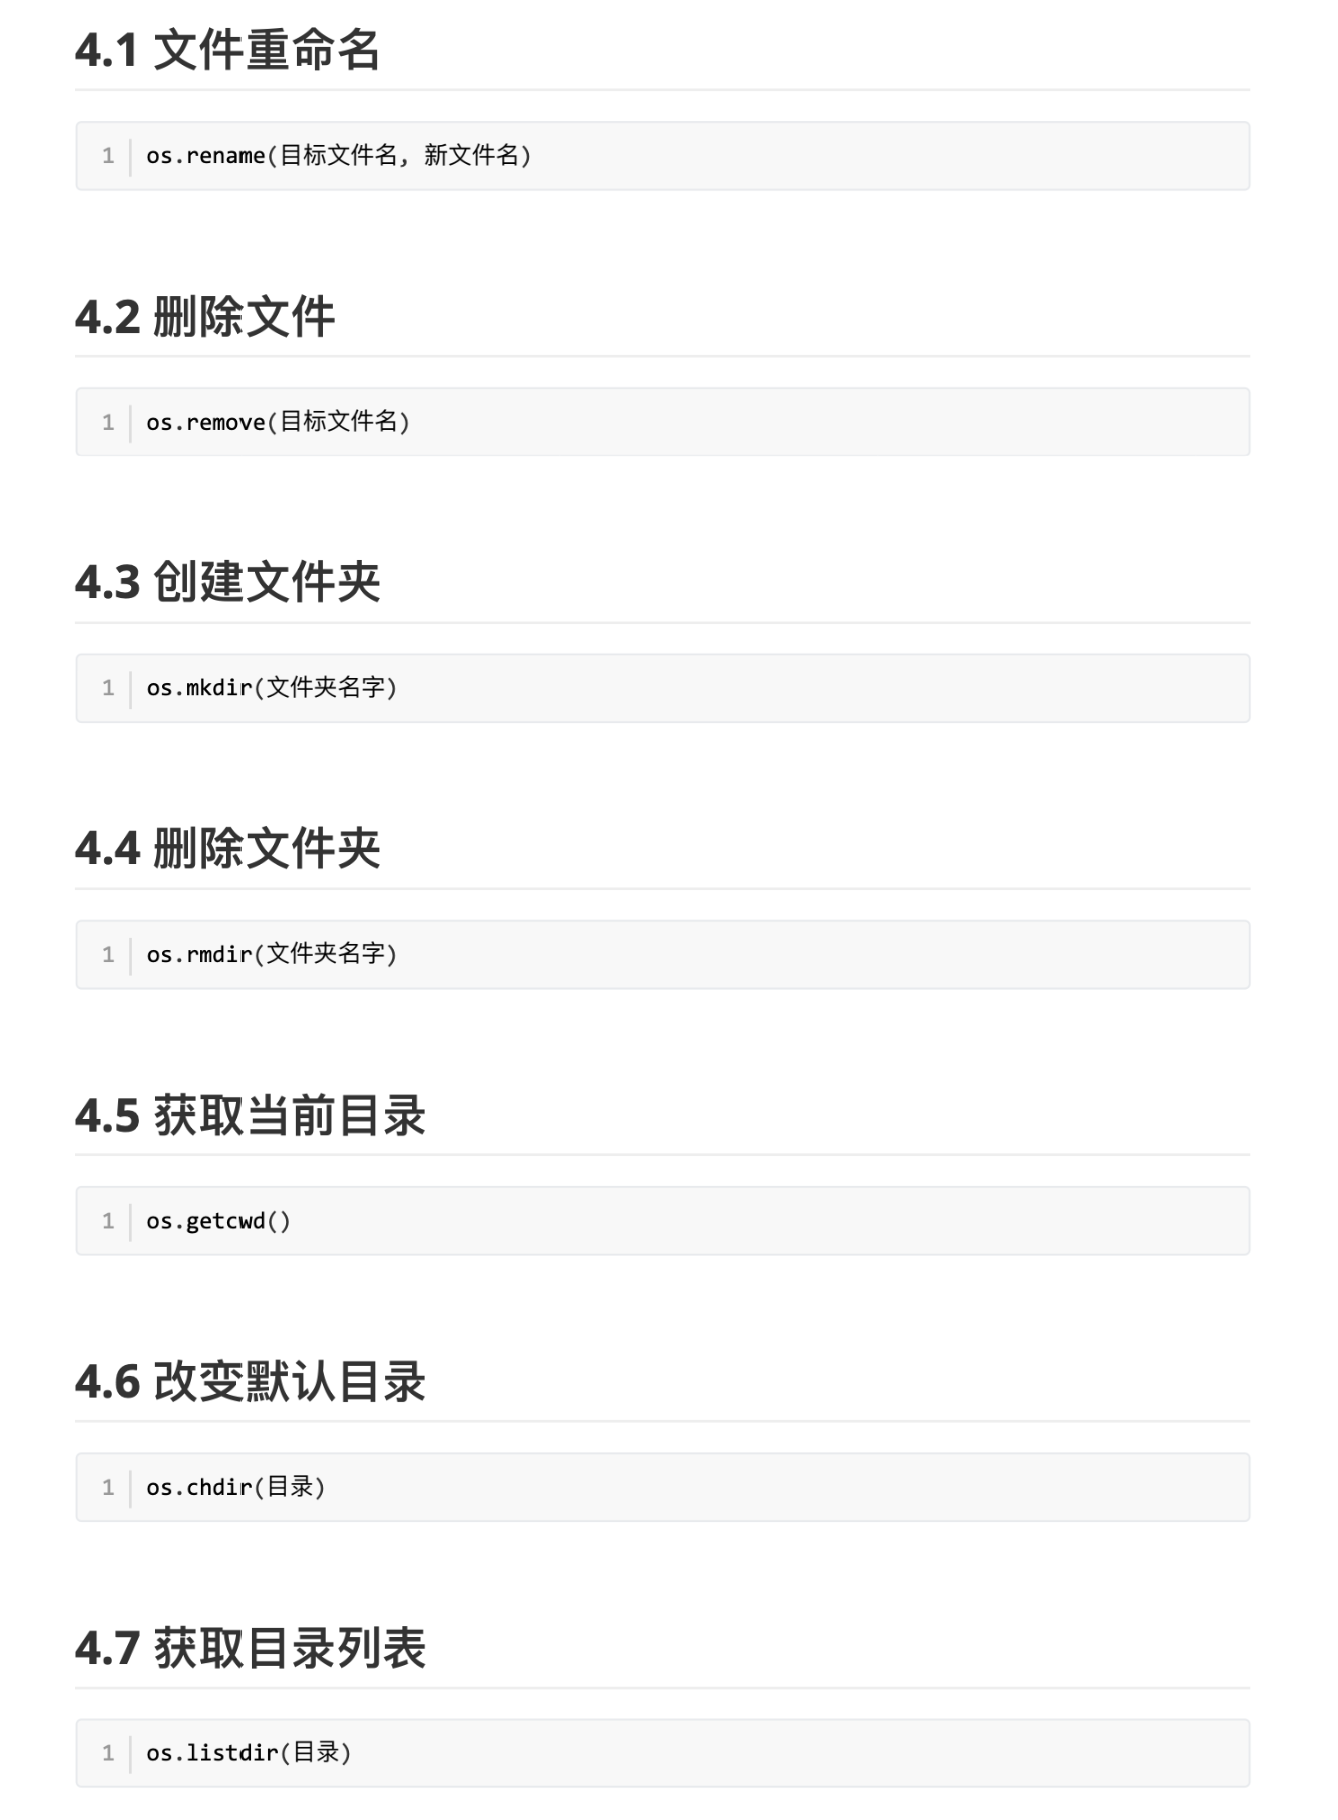 4.1 文件重命名
1 os.rename(目标文件名, 新文件名)
4.2 删除文件
1 os.remove(目标文件名)
4.3 创建文件夹
1 os.mkdir(文件夹名字)
4.4 删除文件夹
1 os.rmdir(文件夹名字)
4.5 获取当前目录
1 os.getcwd()
4.6 改变默认目录
1 os.chdir(目录)
4.7 获取目录列表
1 os.listdir(目录)